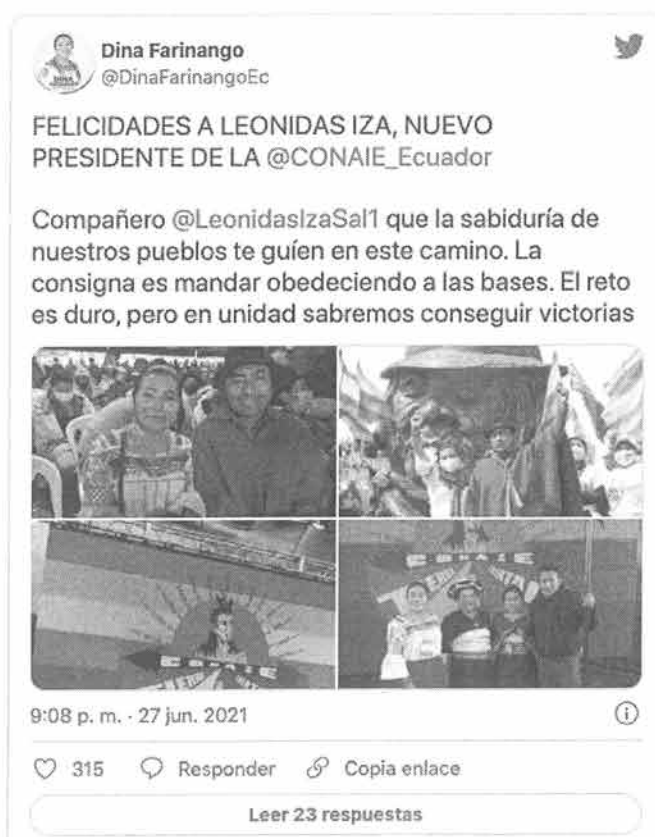 Dina Farinango
@DinaFarinangoEc
FELICIDADES A LEONIDAS IZA, NUEVO
PRESIDENTE DE LA @CONAIE_Ecuador
Compañero @LeonidasIzaSal1 que la sabiduría de
nuestros pueblos te guíen en este camino. La
consigna es mandar obedeciendo a las bases. El reto
es duro, pero en unidad sabremos conseguir victorias
CONAIE
CONAIE
9:08 p. m. · 27 jun. 2021
315 Responder Copia enlace
Leer 23 respuestas